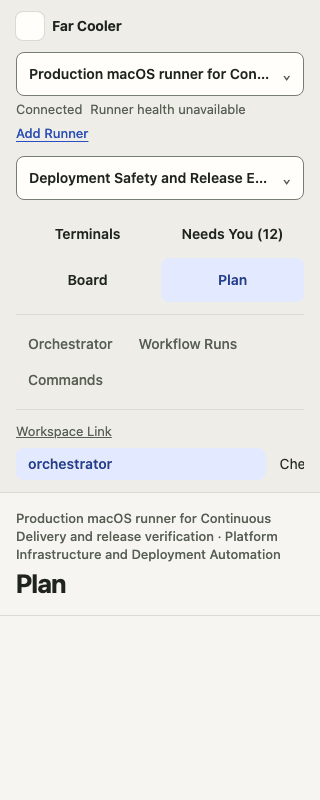 Far Cooler
Production macOS runner for Con...
Connected Runner health unavailable
Add Runner
Deployment Safety and Release E...
Terminals Needs You (12)
Board Plan
Orchestrator Workflow Runs
Commands
Workspace Link
orchestrator Che
Production macOS runner for Continuous
Delivery and release verification · Platform
Infrastructure and Deployment Automation
Plan